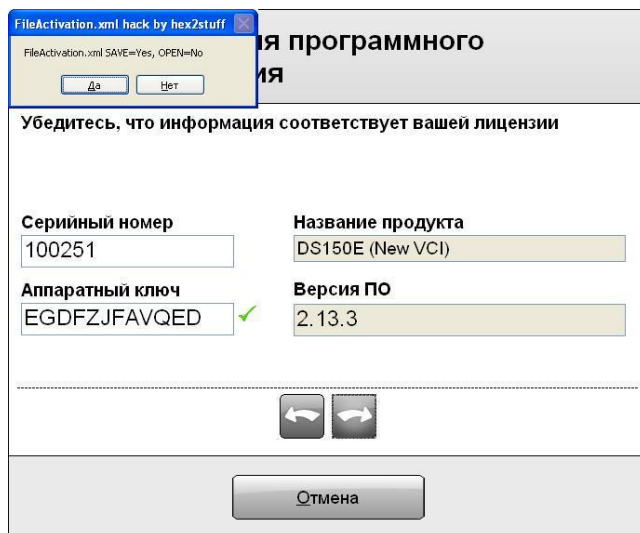 FileActivation.xml hack by hex2stuff
FileActivation.xml SAVE=Yes, OPEN=No
Да
Нет
я программного
ия
Убедитесь, что информация соответствует вашей лицензии
Серийный номер
Название продукта
100251
DS150E (New VCI)
Аппаратный ключ
Версия ПО
EGDFZJFAVQED
2.13.3
Отмена